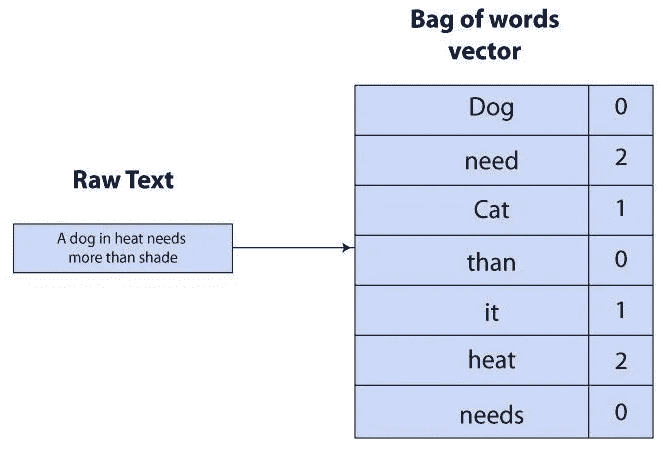 Bag of words
vector
Raw Text
A dog in heat needs
more than shade
Dog 0
need 2
Cat 1
than 0
it 1
heat 2
needs 0